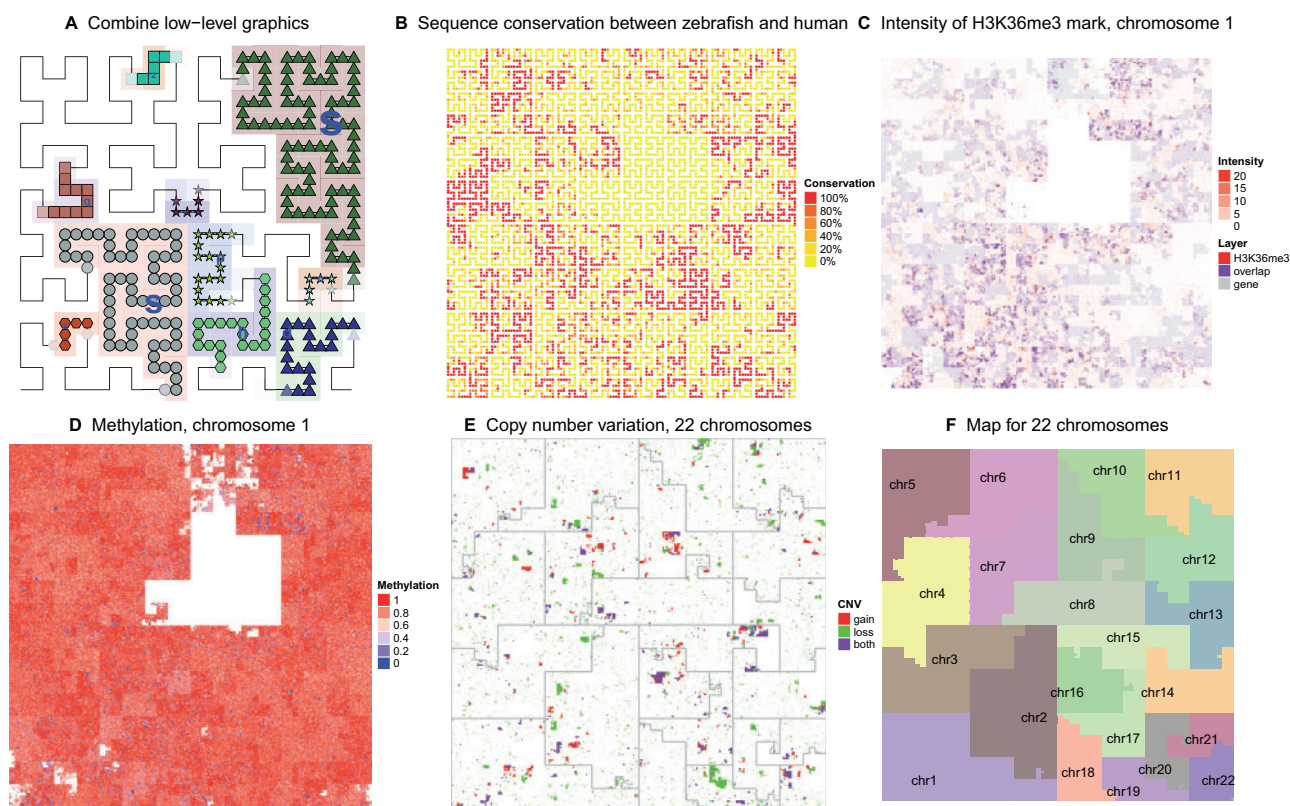 A Combine low−level graphics
B Sequence conservation between zebrafish and human
C Intensity of H3K36me3 mark, chromosome 1
S
g
S
Conservation
100%
80%
60%
40%
20%
0%
Intensity
20
15
10
5
0
Layer
H3K36me3
overlap
gene
D Methylation, chromosome 1
E Copy number variation, 22 chromosomes
F Map for 22 chromosomes
Methylation
1
0.8
0.6
0.4
0.2
0
CNV
gain
loss
both
chr5
chr6
chr10
chr11
chr9
chr12
chr7
chr4
chr8
chr13
chr15
chr3
chr16
chr14
chr2
chr17
chr21
chr1
chr18
chr20
chr22
chr19